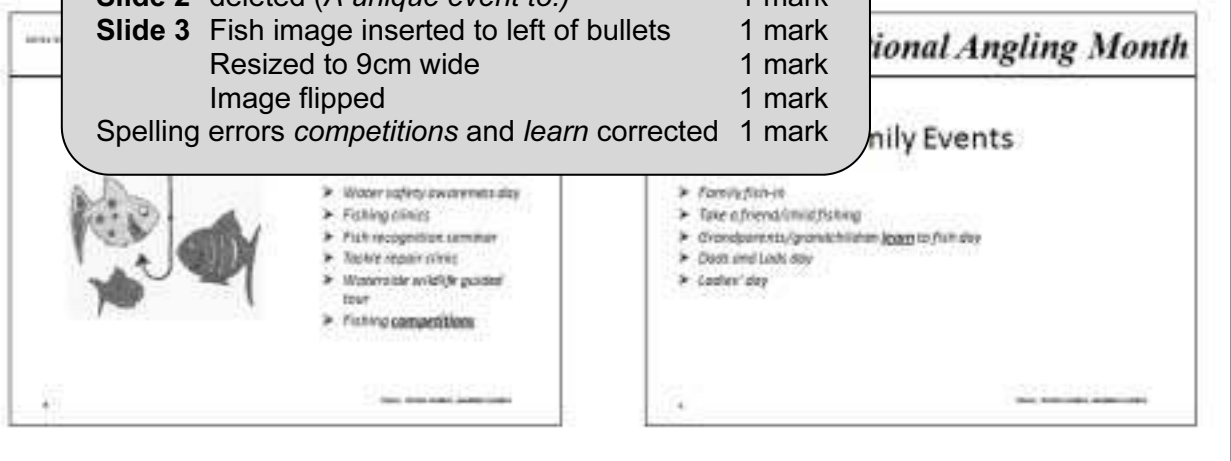 Slide 2 deleted (A unique event to:) 1 mark
Slide 3 Fish image inserted to left of bullets 1 mark
Resized to 9cm wide 1 mark
Image flipped 1 mark
Spelling errors competitions and learn corrected 1 mark
➤ Water safety awareness day
➤ Fishing clinics
➤ Fish recognition seminar
➤ Tackle repair clinic
➤ Waterside wildlife guided
tour
➤ Fishing competitions
ional Angling Month
mily Events
➤ Family fish-in
➤ Take a friend/child fishing
➤ Grandparents/grandchildren learn to fish day
➤ Dads and Lads day
➤ Ladies' day